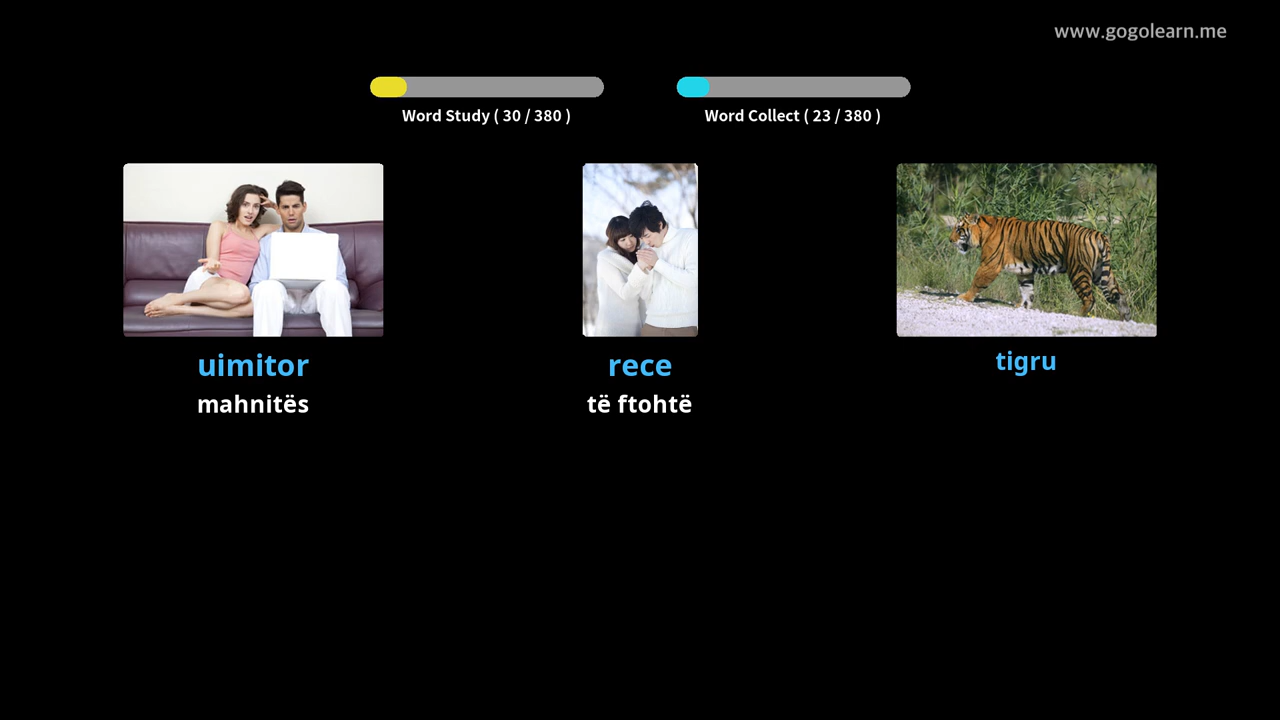 www.gogolearn.me
Word Study ( 30 / 380 )
Word Collect ( 23 / 380 )
uimitor
mahnitës
rece
të ftohtë
tigru